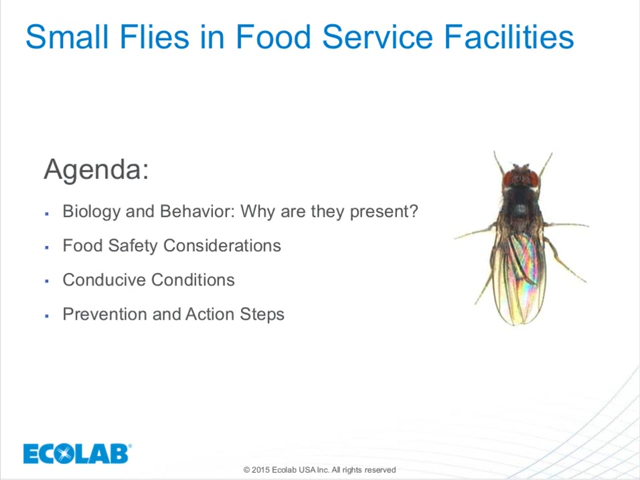 Small Flies in Food Service Facilities
Agenda:
▪ Biology and Behavior: Why are they present?
▪ Food Safety Considerations
▪ Conducive Conditions
▪ Prevention and Action Steps
ECOLAB®
© 2015 Ecolab USA Inc. All rights reserved